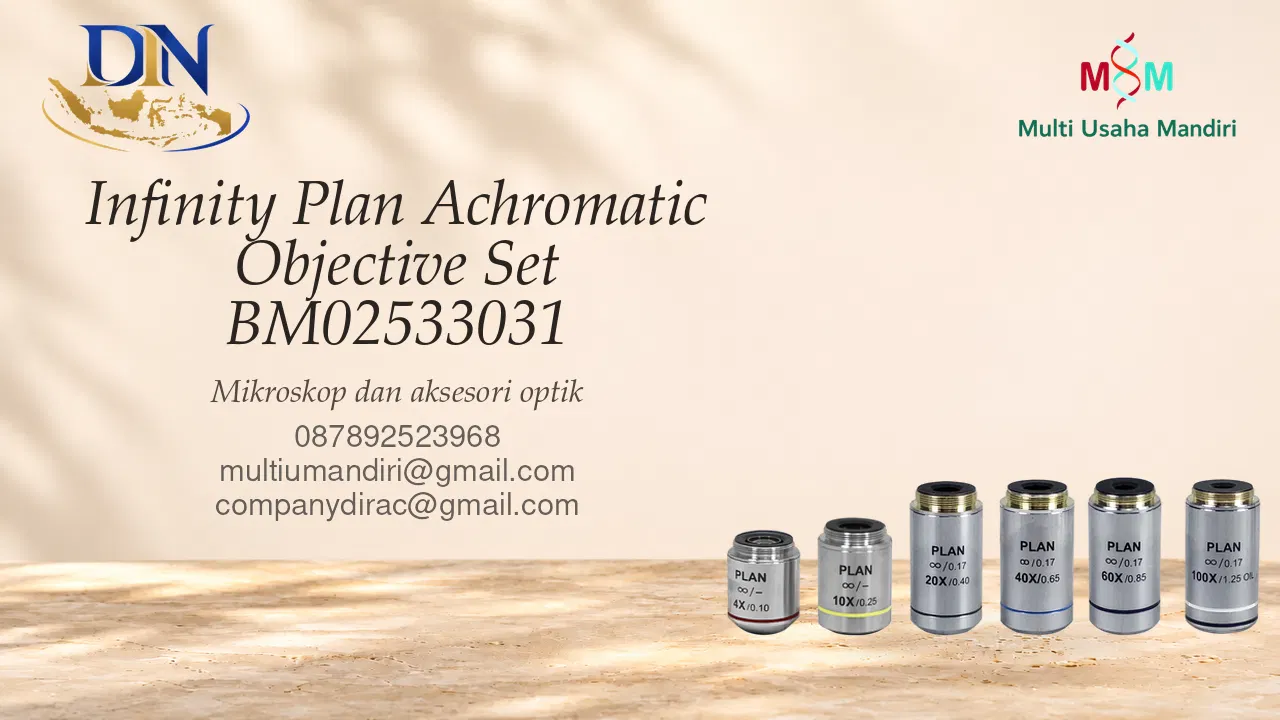 DIN
M M
Multi Usaha Mandiri
Infinity Plan Achromatic
Objective Set
BM02533031
Mikroskop dan aksesori optik
087892523968
multiumandiri@gmail.com
companydirac@gmail.com
PLAN
∞/-
4X/0.10
PLAN
∞/-
10X/0.25
PLAN
∞/0.17
20X/0.40
PLAN
∞/0.17
40X/0.65
PLAN
∞/0.17
60X/0.85
PLAN
∞/0.17
100X/1.25 OIL